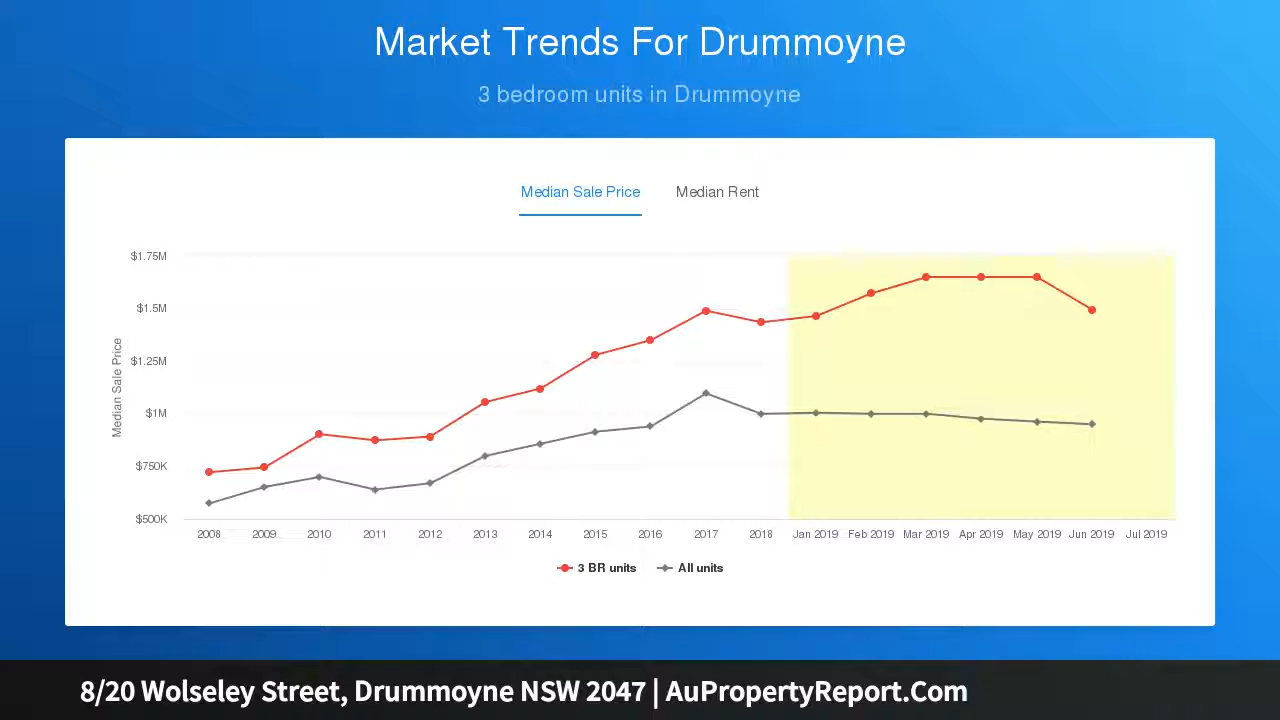 Market Trends For Drummoyne
3 bedroom units in Drummoyne
Median Sale Price Median Rent
$1.75M
$1.5M
$1.25M
$1M
$750K
$500K
Median Sale Price
2008 2009 2010 2011 2012 2013 2014 2015 2016 2017 2018 Jan 2019 Feb 2019 Mar 2019 Apr 2019 May 2019 Jun 2019 Jul 2019
3 BR units All units
8/20 Wolseley Street, Drummoyne NSW 2047 | AuPropertyReport.Com